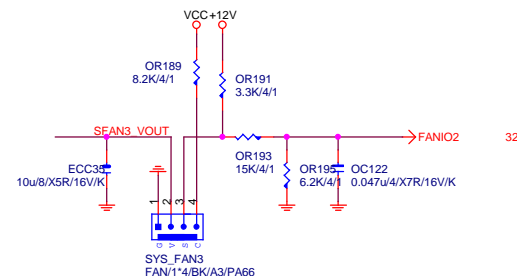 VCC +12V
OR189
8.2K/4/1
OR191
3.3K/4/1
SFAN3_VOUT
FANIO2
32
OR193
15K/4/1
ECC35
10u/8/X5R/16V/K
OR195
6.2K/4/1
OC122
0.047u/4/X7R/16V/K
1
2
3
4
G
V
S
C
SYS_FAN3
FAN/1*4/BK/A3/PA66